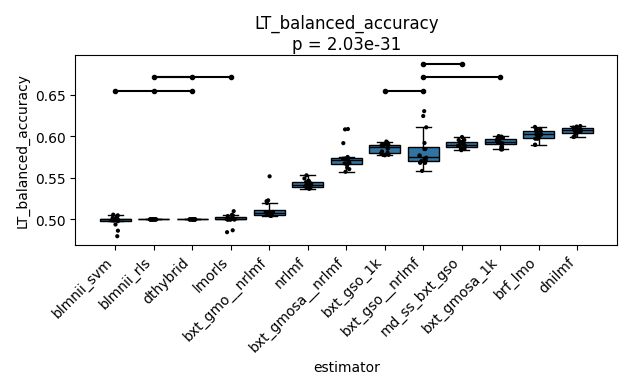 LT_balanced_accuracy
p = 2.03e-31
LT_balanced_accuracy
0.65
0.60
0.55
0.50
blmnii_svm
blmnii_rls
dthybrid
lmorls
bxt_gmo__nrlmf
nrlmf
bxt_gmosa__nrlmf
bxt_gso_1k
bxt_gso__nrlmf
md_ss_bxt_gso
bxt_gmosa_1k
brf_lmo
dnilmf
estimator